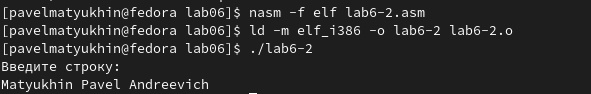 [pavelmatyukhin@fedora lab06]$ nasm -f elf lab6-2.asm
[pavelmatyukhin@fedora lab06]$ ld -m elf_i386 -o lab6-2 lab6-2.o
[pavelmatyukhin@fedora lab06]$ ./lab6-2
Введите строку:
Matyukhin Pavel Andreevich